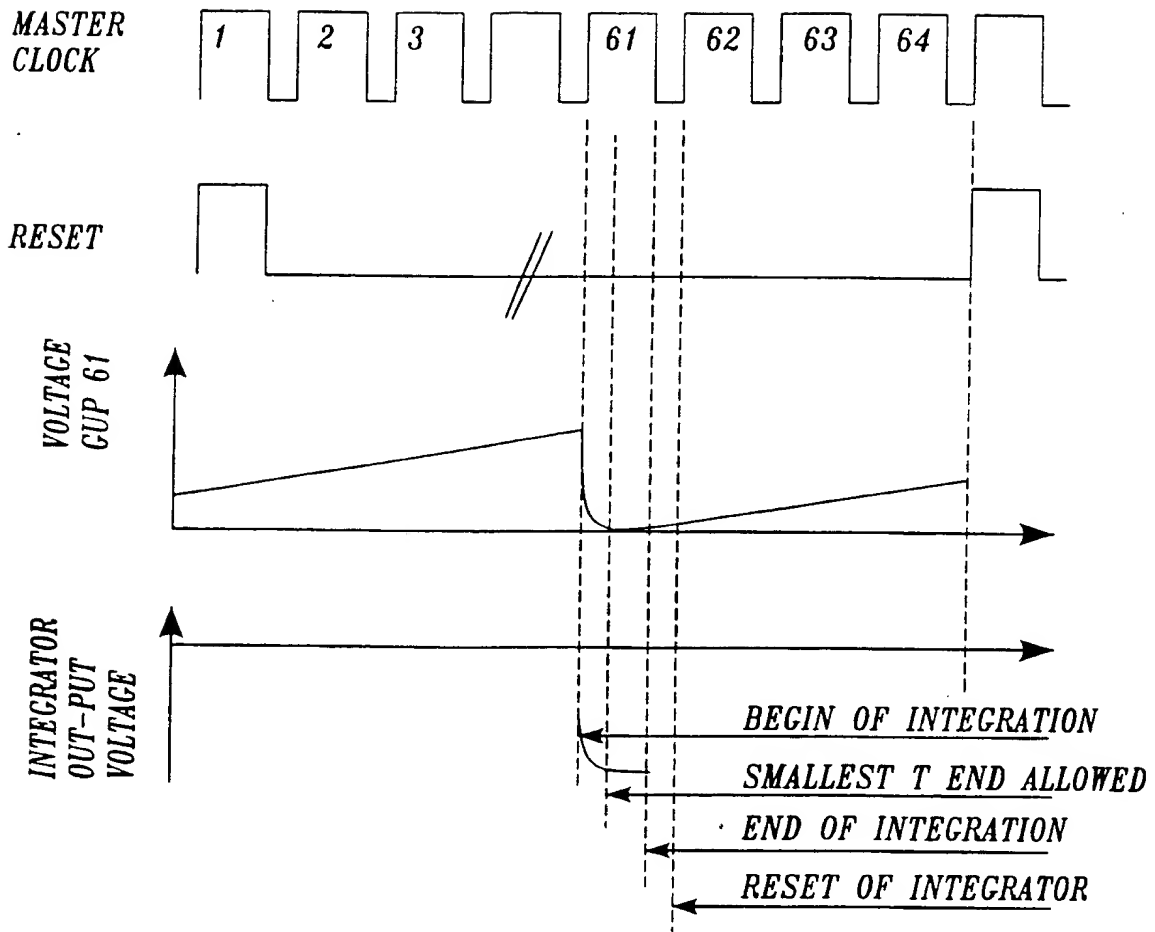 MASTER
CLOCK
1 2 3 61 62 63 64
RESET
VOLTAGE
GUP 61
INTEGRATOR
OUT-PUT
VOLTAGE
BEGIN OF INTEGRATION
SMALLEST T END ALLOWED
END OF INTEGRATION
RESET OF INTEGRATOR